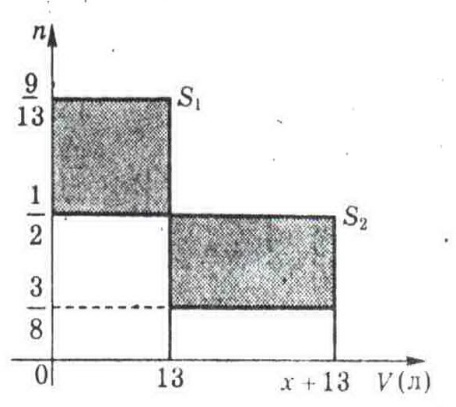 n
9/13
S₁
1/2
S₂
3/8
0 13 x + 13 V (л)